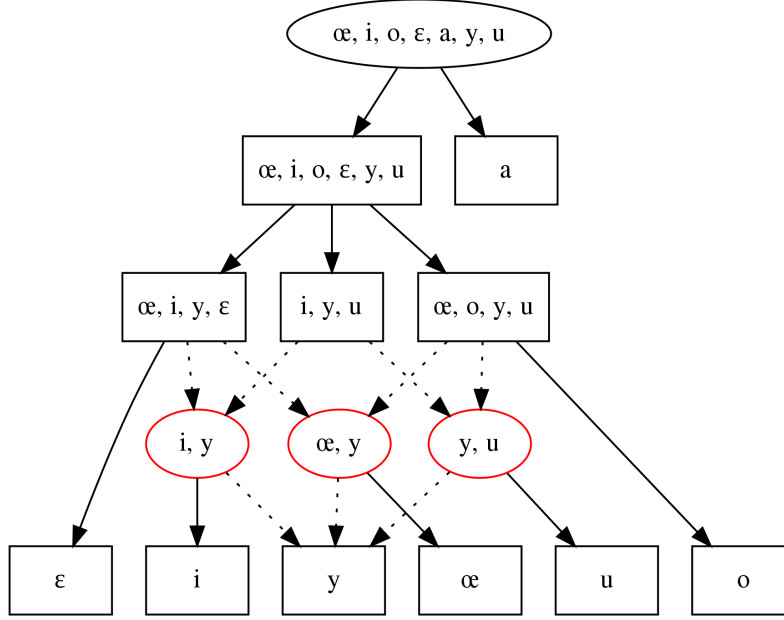 œ, i, o, ɛ, a, y, u
œ, i, o, ɛ, y, u
a
œ, i, y, ɛ
i, y, u
œ, o, y, u
i, y
œ, y
y, u
ɛ
i
y
œ
u
o